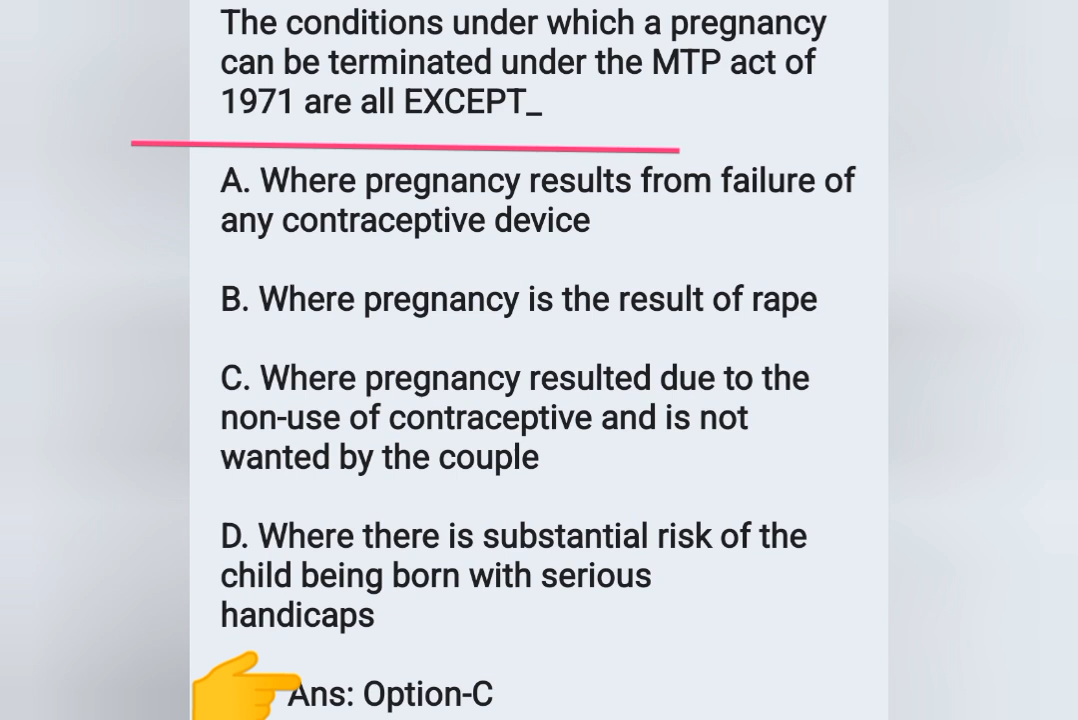 The conditions under which a pregnancy
can be terminated under the MTP act of
1971 are all EXCEPT_
A. Where pregnancy results from failure of
any contraceptive device
B. Where pregnancy is the result of rape
C. Where pregnancy resulted due to the
non-use of contraceptive and is not
wanted by the couple
D. Where there is substantial risk of the
child being born with serious
handicaps
Ans: Option-C